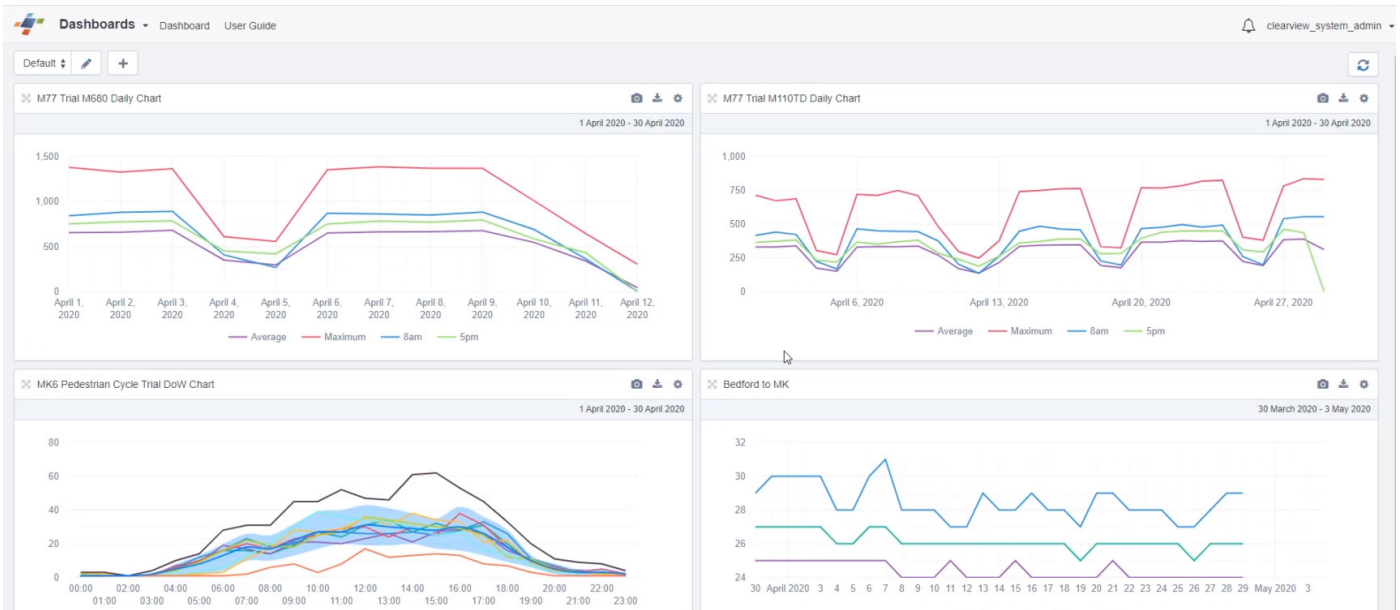 Dashboards Dashboard User Guide clearview_system_admin
Default
M77 Trial M680 Daily Chart
1 April 2020 - 30 April 2020
1,500
1,000
500
0
April 1, 2020 April 2, 2020 April 3, 2020 April 4, 2020 April 5, 2020 April 6, 2020 April 7, 2020 April 8, 2020 April 9, 2020 April 10, 2020 April 11, 2020 April 12, 2020
Average Maximum 8am 5pm
M77 Trial M110TD Daily Chart
1 April 2020 - 30 April 2020
1,000
750
500
250
0
April 6, 2020 April 13, 2020 April 20, 2020 April 27, 2020
Average Maximum 8am 5pm
MK6 Pedestrian Cycle Trial DoW Chart
1 April 2020 - 30 April 2020
80
60
40
20
0
00:00 02:00 04:00 06:00 08:00 10:00 12:00 14:00 16:00 18:00 20:00 22:00
01:00 03:00 05:00 07:00 09:00 11:00 13:00 15:00 17:00 19:00 21:00 23:00
Bedford to MK
30 March 2020 - 3 May 2020
32
30
28
26
24
30 April 2020 3 4 5 6 7 8 9 10 11 12 13 14 15 16 17 18 19 20 21 22 23 24 25 26 27 28 29 May 2020 3